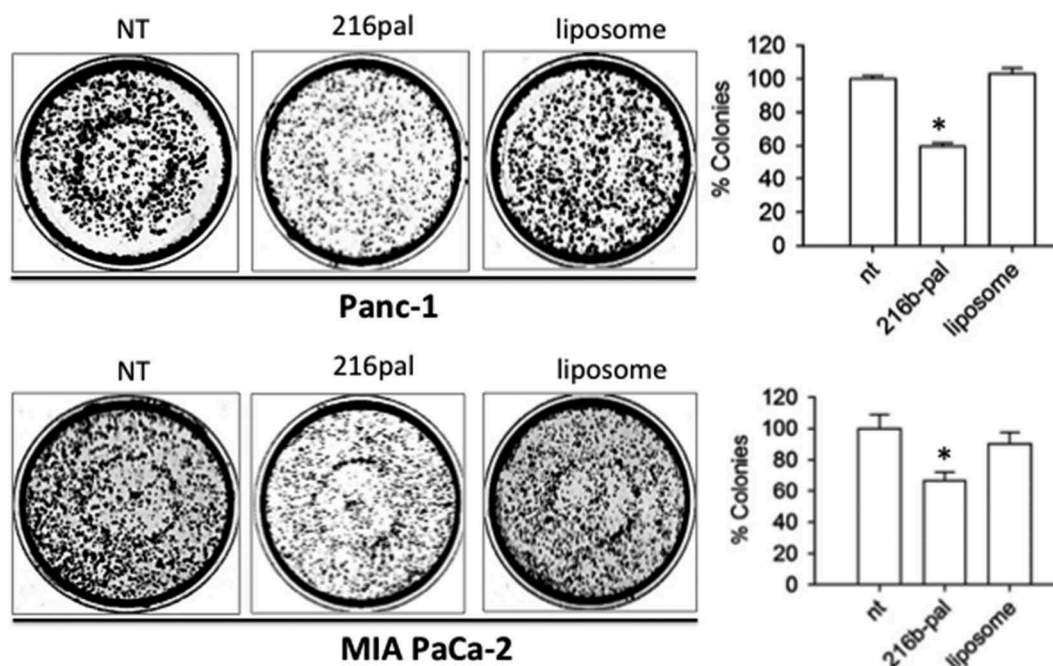 NT 216pal liposome
Panc-1
120
100
80
60
40
20
0
% Colonies
*
nt
216b-pal
liposome
NT 216pal liposome
MIA PaCa-2
120
100
80
60
40
20
0
% Colonies
*
nt
216b-pal
liposome